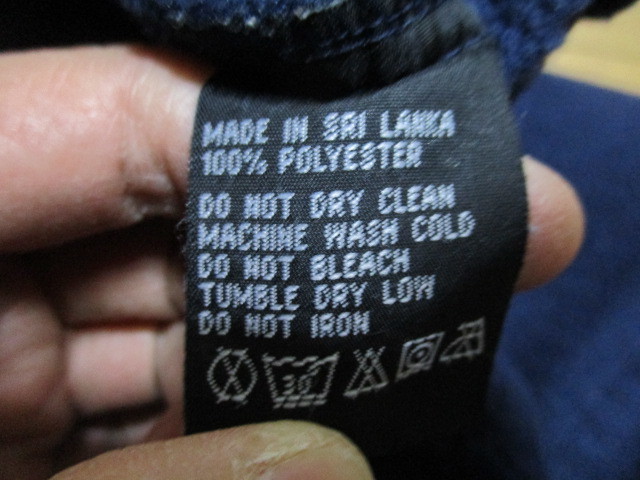 MADE IN SRI LANKA
100% POLYESTER
DO NOT DRY CLEAN
MACHINE WASH COLD
DO NOT BLEACH
TUMBLE DRY LOW
DO NOT IRON
30°